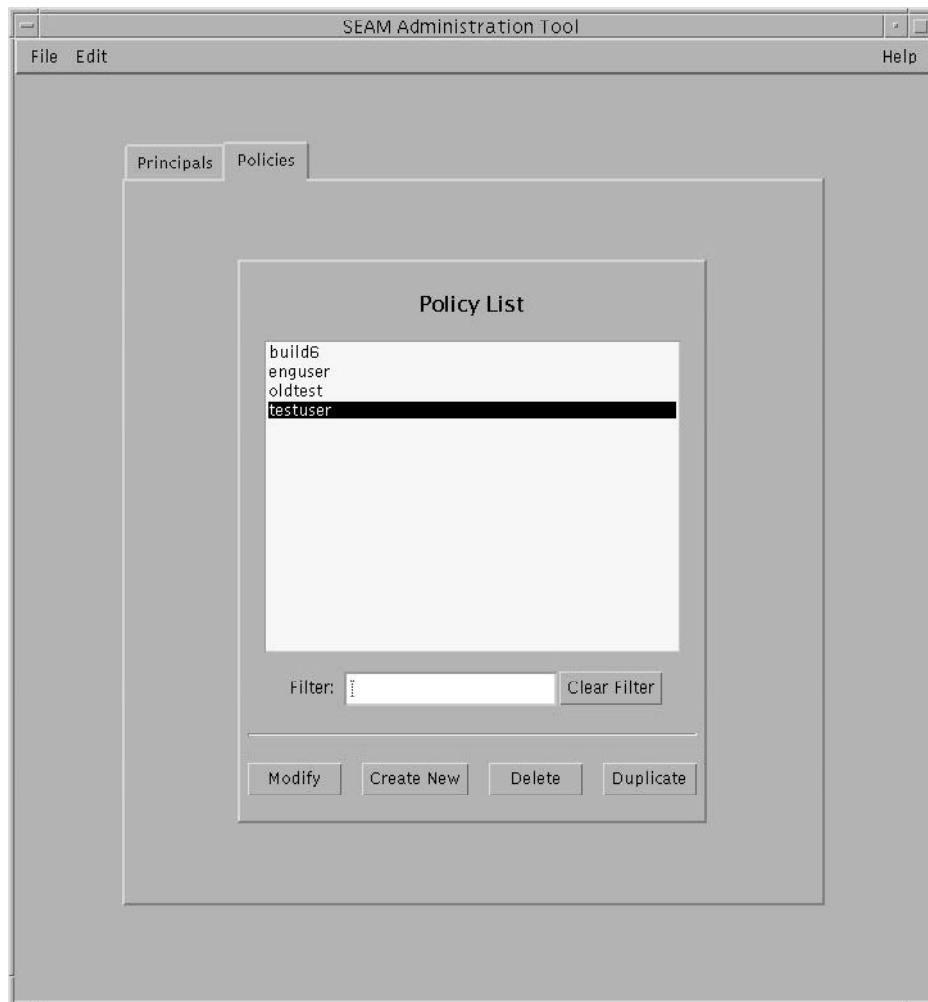 SEAM Administration Tool
File Edit Help
Principals Policies
Policy List
build6
enguser
oldtest
testuser
Filter: Clear Filter
Modify Create New Delete Duplicate